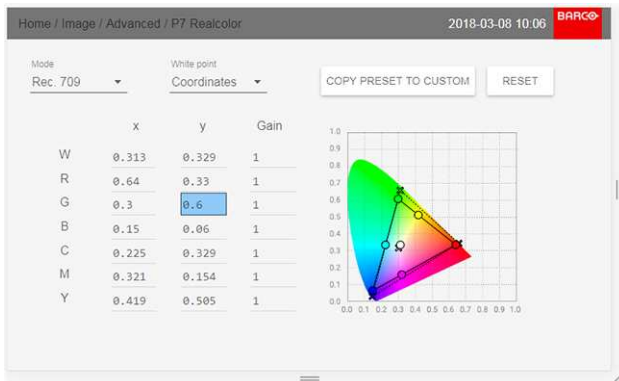 Home / Image / Advanced / P7 Realcolor 2018-03-08 10:06 BARCO
Mode White point
Rec. 709 Coordinates COPY PRESET TO CUSTOM RESET
x y Gain
W 0.313 0.329 1
R 0.64 0.33 1
G 0.3 0.6 1
B 0.15 0.06 1
C 0.225 0.329 1
M 0.321 0.154 1
Y 0.419 0.505 1
1.0
0.9
0.8
0.7
0.6
0.5
0.4
0.3
0.2
0.1
0.0
0.0 0.1 0.2 0.3 0.4 0.5 0.6 0.7 0.8 0.9 1.0